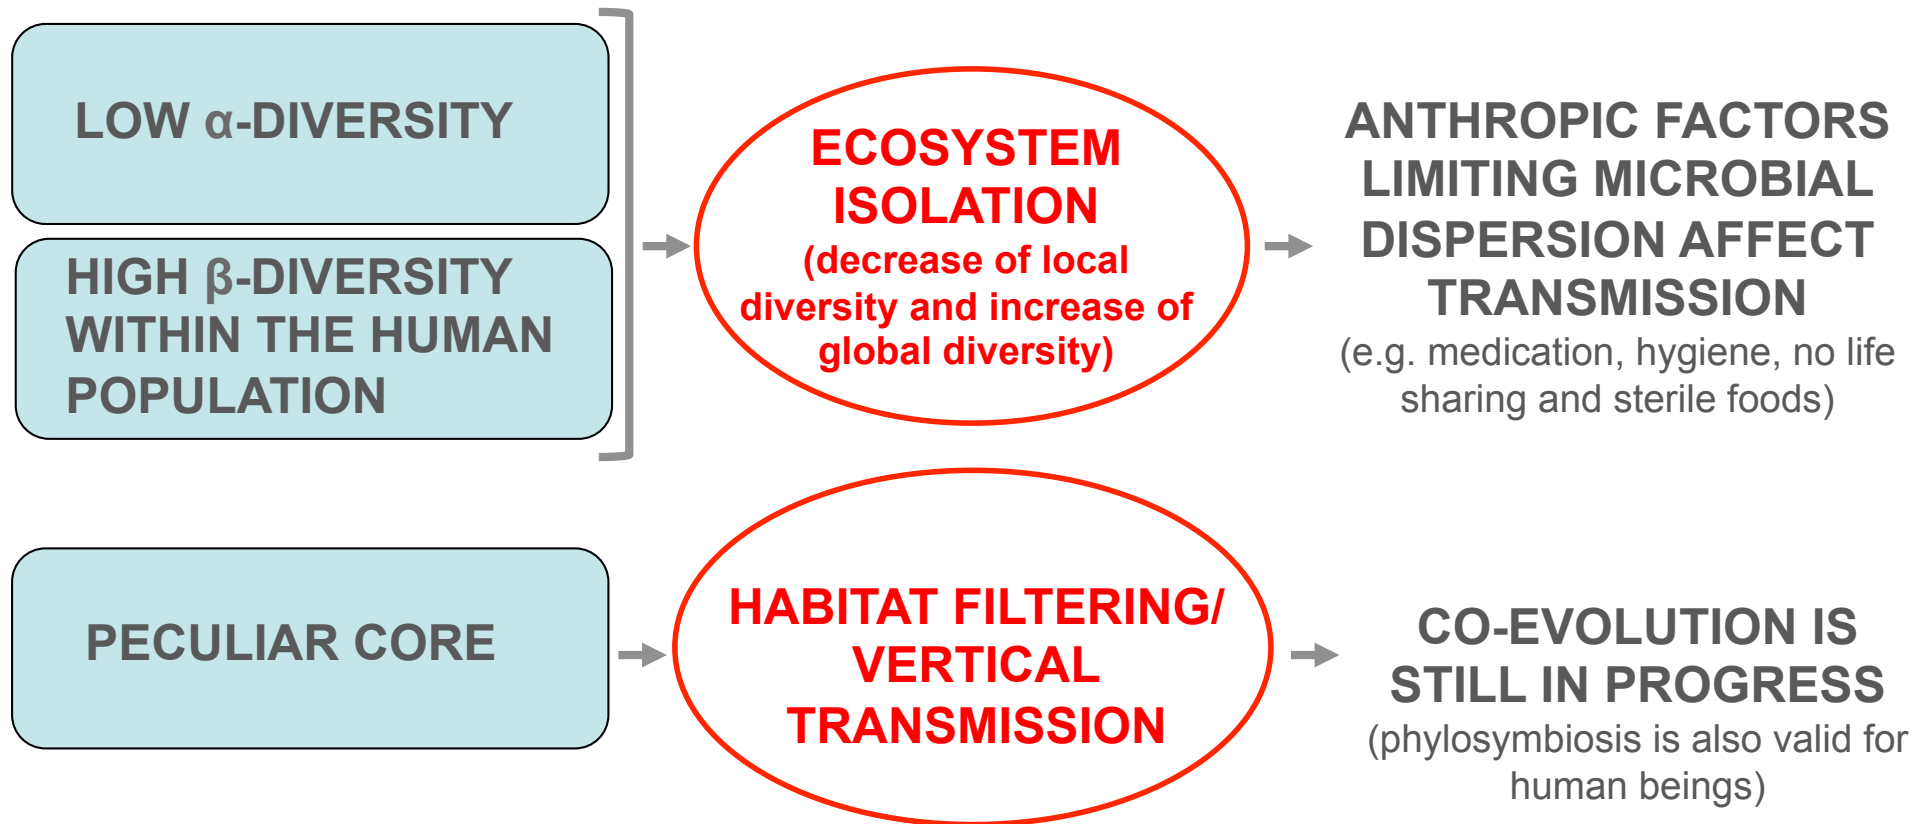 LOW α-DIVERSITY
HIGH β-DIVERSITY
WITHIN THE HUMAN
POPULATION
ECOSYSTEM
ISOLATION
(decrease of local
diversity and increase of
global diversity)
ANTHROPIC FACTORS
LIMITING MICROBIAL
DISPERSION AFFECT
TRANSMISSION
(e.g. medication, hygiene, no life
sharing and sterile foods)
PECULIAR CORE
HABITAT FILTERING/
VERTICAL
TRANSMISSION
CO-EVOLUTION IS
STILL IN PROGRESS
(phylosymbiosis is also valid for
human beings)